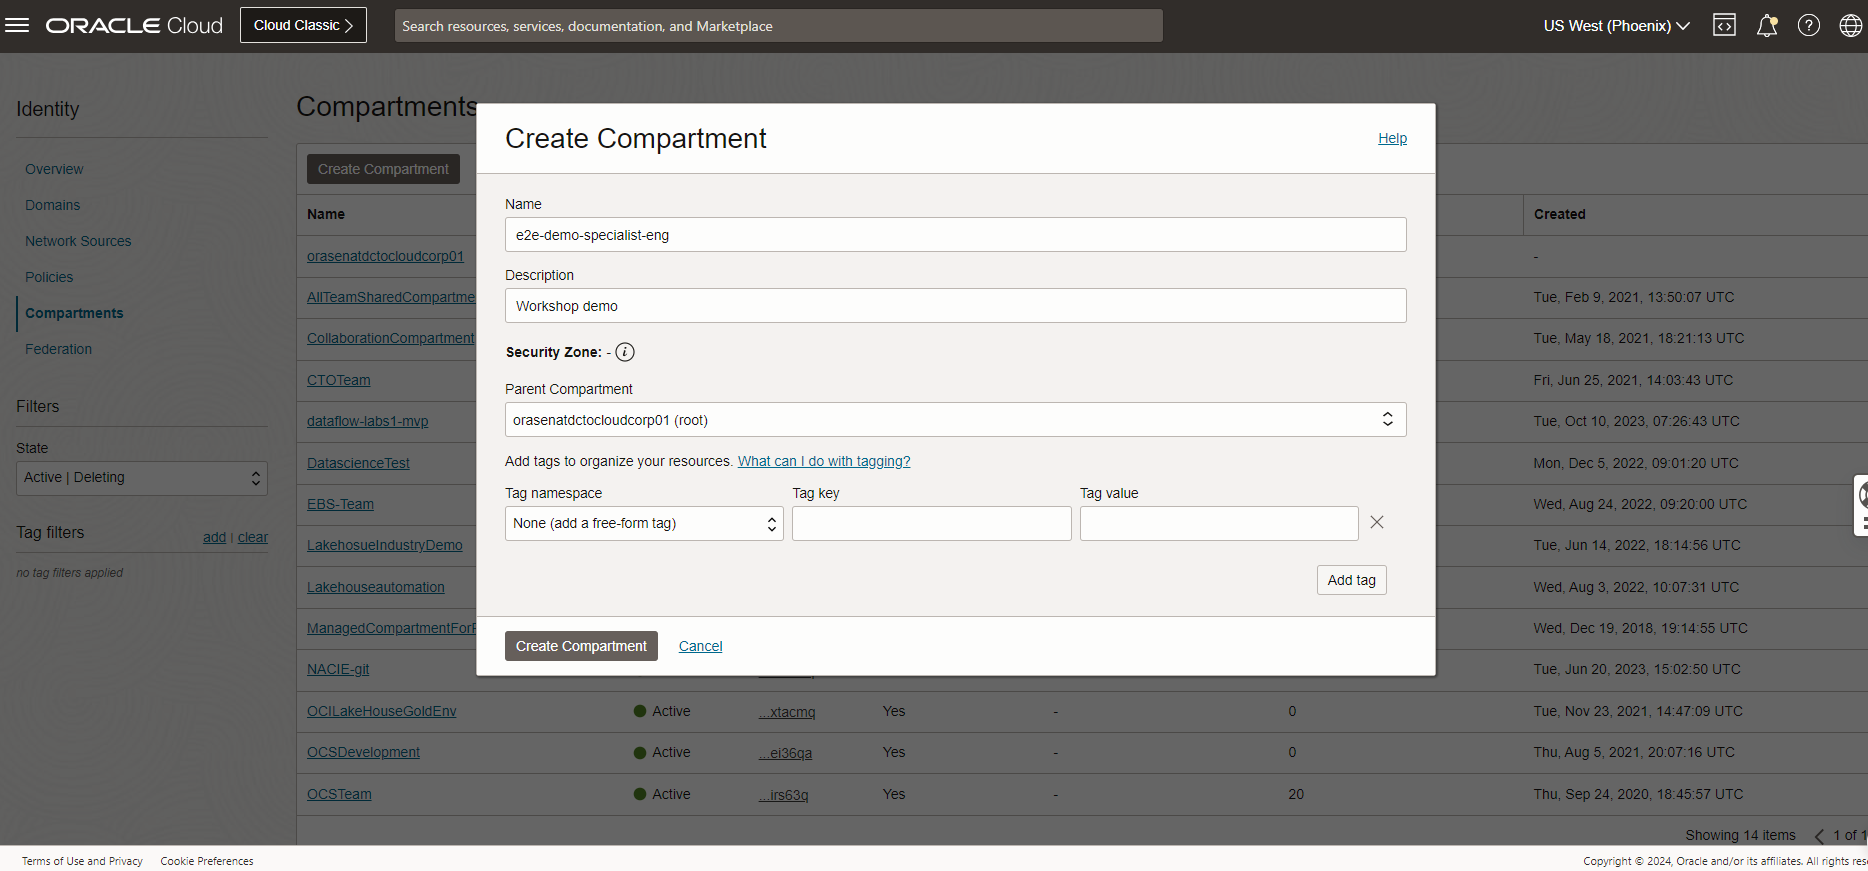 ORACLE Cloud
Cloud Classic
Search resources, services, documentation, and Marketplace
US West (Phoenix)
Identity
Overview
Domains
Network Sources
Policies
Compartments
Federation
Filters
State
Active | Deleting
Tag filters
add | clear
no tag filters applied
Compartments
Create Compartment
Name Created
orasenatdctocloudcorp01 -
AllTeamSharedCompartme Tue, Feb 9, 2021, 13:50:07 UTC
CollaborationCompartment Tue, May 18, 2021, 18:21:13 UTC
CTOTeam Fri, Jun 25, 2021, 14:03:43 UTC
dataflow-labs1-mvp Tue, Oct 10, 2023, 07:26:43 UTC
DatascienceTest Mon, Dec 5, 2022, 09:01:20 UTC
EBS-Team Wed, Aug 24, 2022, 09:20:00 UTC
LakehosueIndustryDemo Tue, Jun 14, 2022, 18:14:56 UTC
Lakehouseautomation Wed, Aug 3, 2022, 10:07:31 UTC
ManagedCompartmentForP Wed, Dec 19, 2018, 19:14:55 UTC
NACIE-git Tue, Jun 20, 2023, 15:02:50 UTC
OCILakeHouseGoldEnv Active ...xtacmq Yes - 0 Tue, Nov 23, 2021, 14:47:09 UTC
OCSDevelopment Active ...ei36qa Yes - 0 Thu, Aug 5, 2021, 20:07:16 UTC
OCSTeam Active ...irs63q Yes - 20 Thu, Sep 24, 2020, 18:45:57 UTC
Showing 14 items 1 of 1
Create Compartment
Help
Name
e2e-demo-specialist-eng
Description
Workshop demo
Security Zone: -
Parent Compartment
orasenatdctocloudcorp01 (root)
Add tags to organize your resources. What can I do with tagging?
Tag namespace Tag key Tag value
None (add a free-form tag)
Add tag
Create Compartment Cancel
Terms of Use and Privacy Cookie Preferences
Copyright © 2024, Oracle and/or its affiliates. All rights res